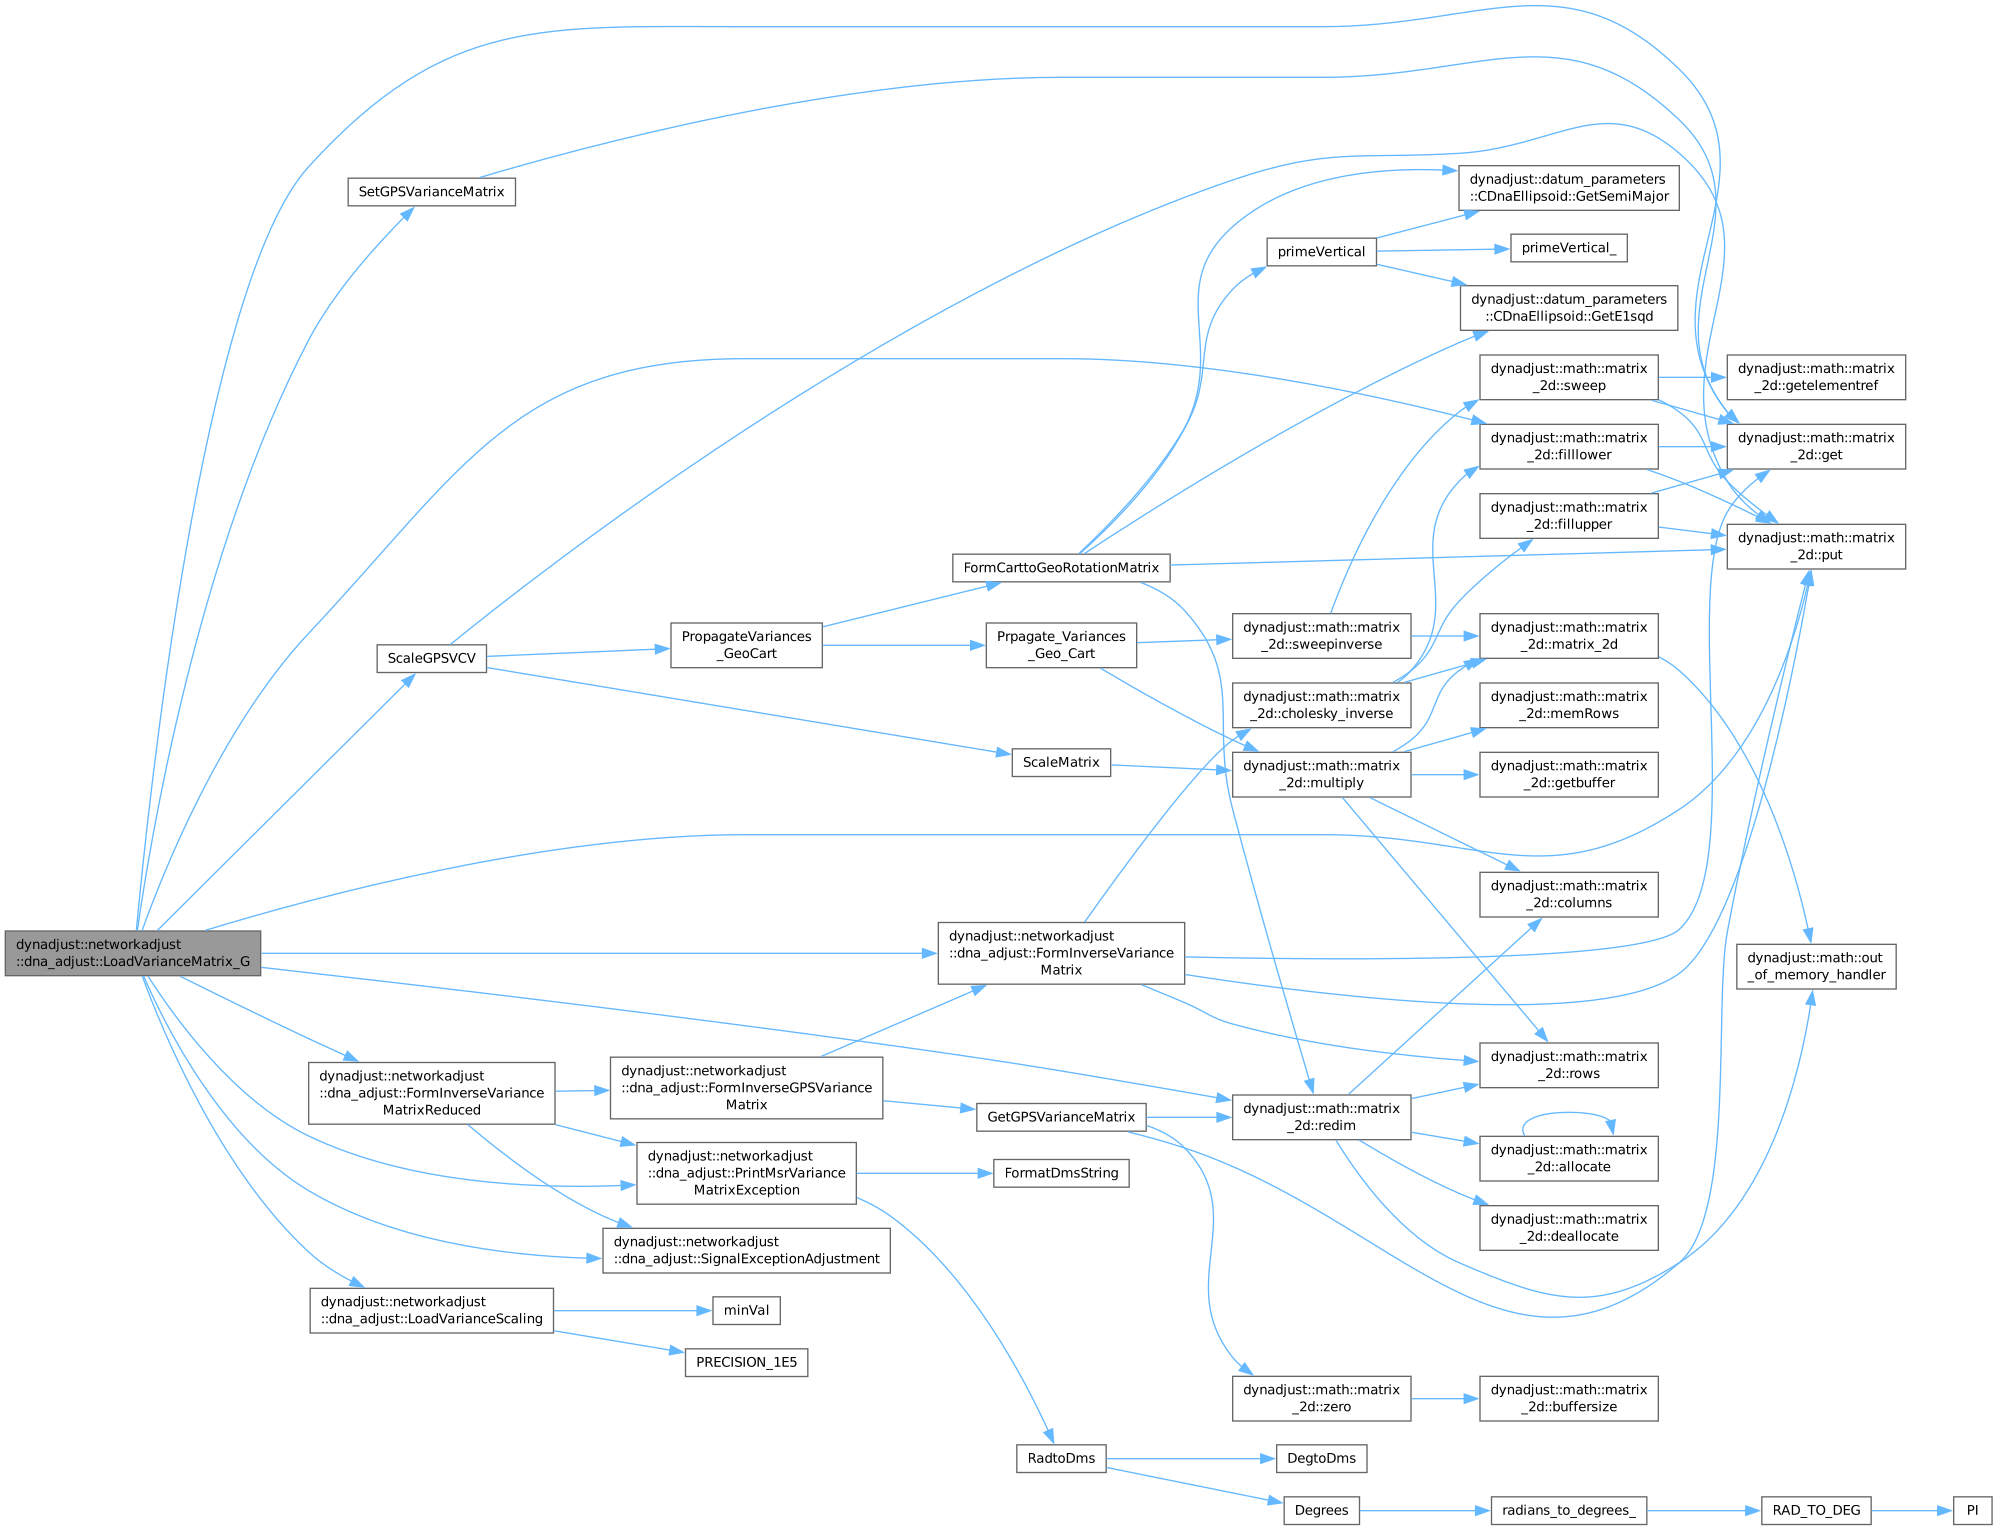 dynadjust::networkadjust
::dna_adjust::LoadVarianceMatrix_G
SetGPSVarianceMatrix
ScaleGPSVCV
dynadjust::networkadjust
::dna_adjust::FormInverseVariance
MatrixReduced
dynadjust::networkadjust
::dna_adjust::LoadVarianceScaling
PropagateVariances
_GeoCart
dynadjust::networkadjust
::dna_adjust::FormInverseGPSVariance
Matrix
dynadjust::networkadjust
::dna_adjust::PrintMsrVariance
MatrixException
dynadjust::networkadjust
::dna_adjust::SignalExceptionAdjustment
minVal
PRECISION_1E5
FormCarttoGeoRotationMatrix
Prpagate_Variances
_Geo_Cart
ScaleMatrix
dynadjust::networkadjust
::dna_adjust::FormInverseVariance
Matrix
GetGPSVarianceMatrix
FormatDmsString
RadtoDms
primeVertical
dynadjust::math::matrix
_2d::sweepinverse
dynadjust::math::matrix
_2d::cholesky_inverse
dynadjust::math::matrix
_2d::multiply
dynadjust::math::matrix
_2d::redim
dynadjust::math::matrix
_2d::zero
DegtoDms
Degrees
dynadjust::datum_parameters
::CDnaEllipsoid::GetSemiMajor
primeVertical_
dynadjust::datum_parameters
::CDnaEllipsoid::GetE1sqd
dynadjust::math::matrix
_2d::sweep
dynadjust::math::matrix
_2d::filllower
dynadjust::math::matrix
_2d::fillupper
dynadjust::math::matrix
_2d::matrix_2d
dynadjust::math::matrix
_2d::memRows
dynadjust::math::matrix
_2d::getbuffer
dynadjust::math::matrix
_2d::columns
dynadjust::math::matrix
_2d::rows
dynadjust::math::matrix
_2d::allocate
dynadjust::math::matrix
_2d::deallocate
dynadjust::math::matrix
_2d::buffersize
radians_to_degrees_
dynadjust::math::matrix
_2d::getelementref
dynadjust::math::matrix
_2d::get
dynadjust::math::matrix
_2d::put
dynadjust::math::out
_of_memory_handler
RAD_TO_DEG
PI